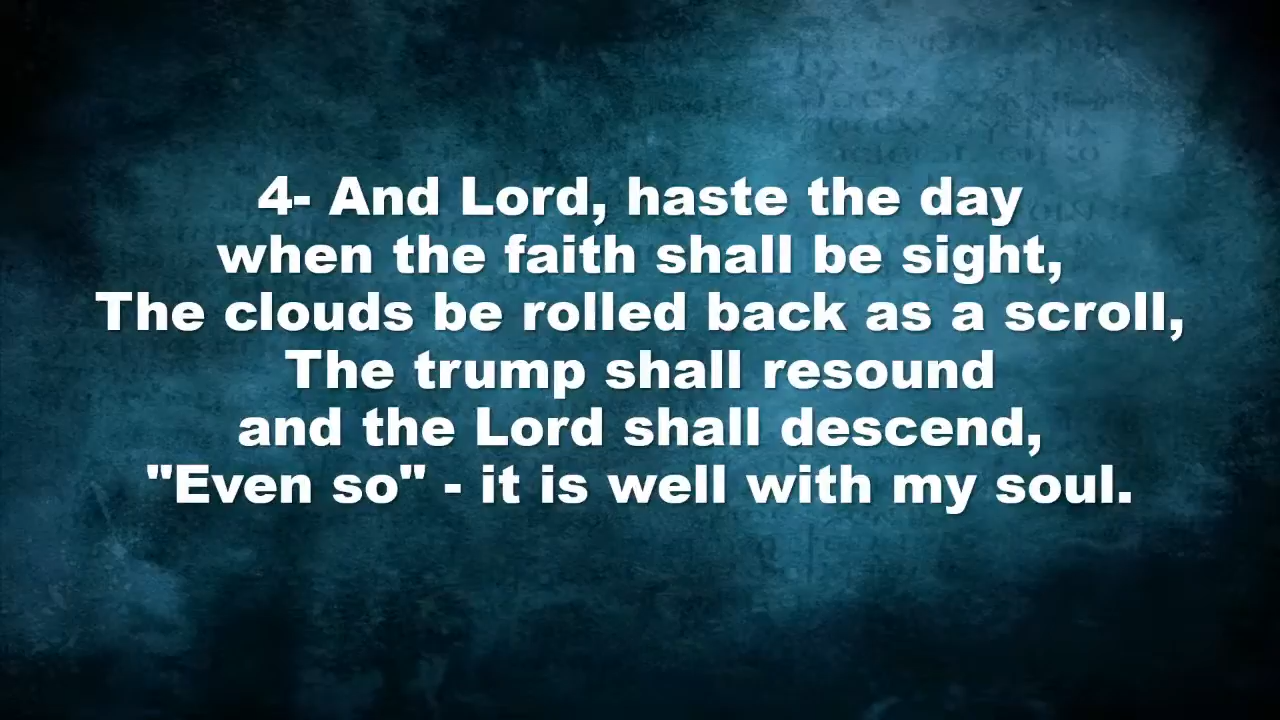 4- And Lord, haste the day
when the faith shall be sight,
The clouds be rolled back as a scroll,
The trump shall resound
and the Lord shall descend,
"Even so" - it is well with my soul.